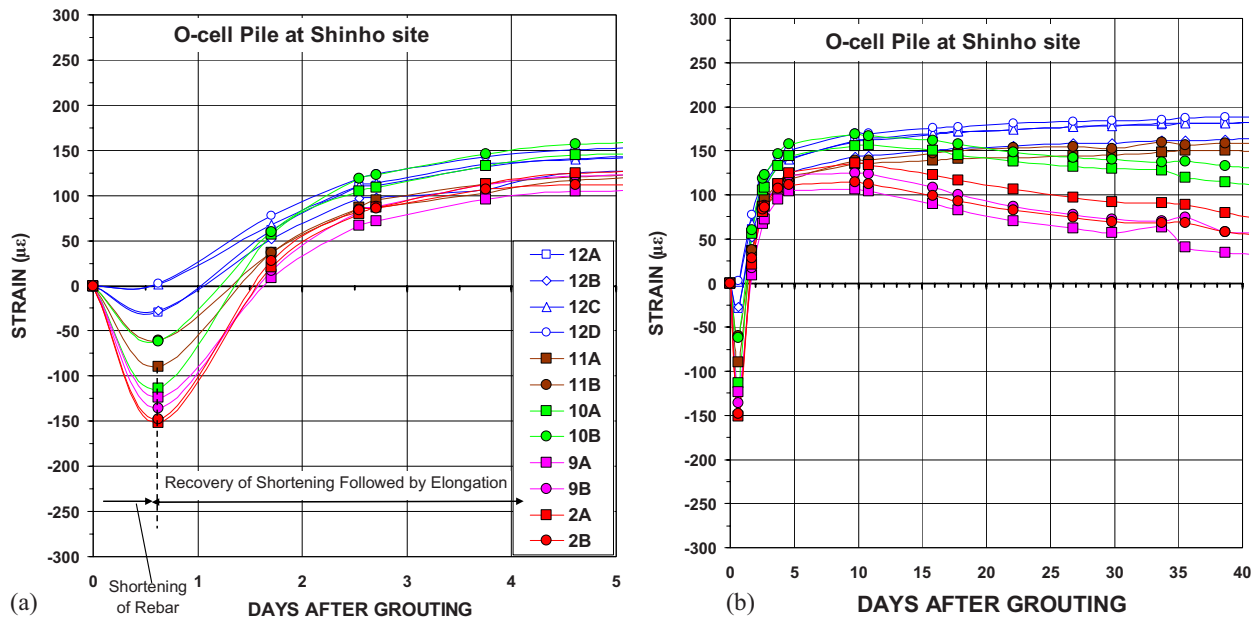 O-cell Pile at Shinho site
STRAIN (με)
300
250
200
150
100
50
0
-50
-100
-150
-200
-250
-300
12A
12B
12C
12D
11A
11B
10A
10B
9A
9B
2A
2B
Recovery of Shortening Followed by Elongation
0 1 2 3 4 5
Shortening
of Rebar
DAYS AFTER GROUTING
(a)
O-cell Pile at Shinho site
STRAIN (με)
300
250
200
150
100
50
0
-50
-100
-150
-200
-250
-300
0 5 10 15 20 25 30 35 40
DAYS AFTER GROUTING
(b)